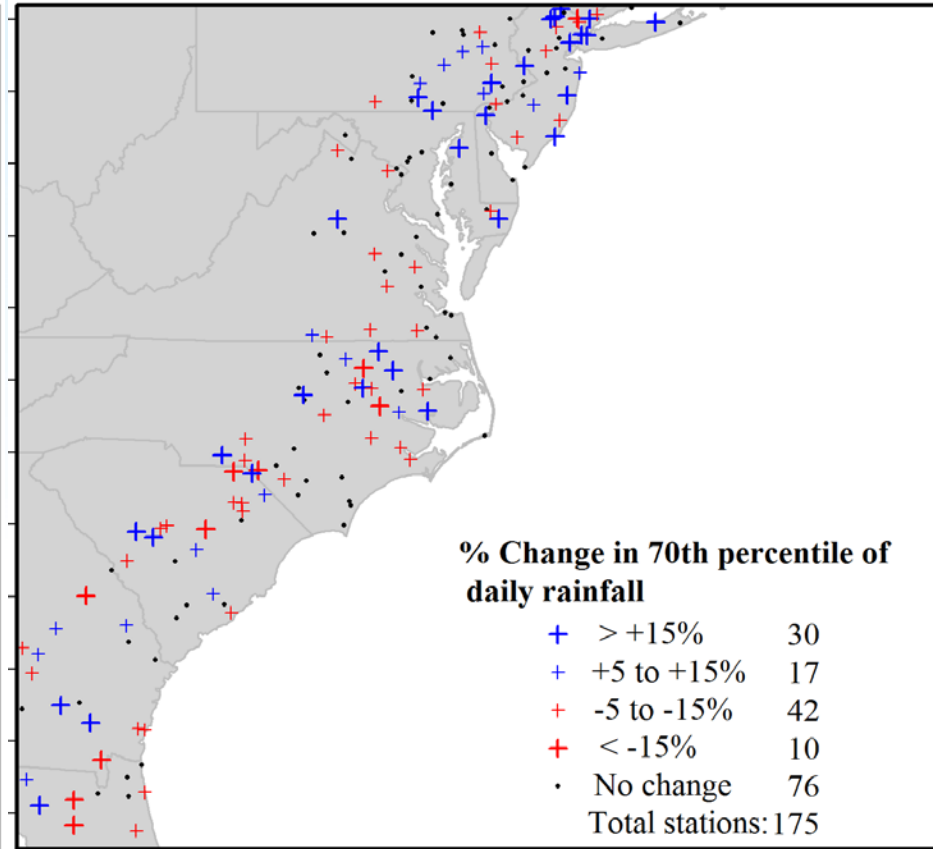 % Change in 70th percentile of
daily rainfall
> +15% 30
+5 to +15% 17
-5 to -15% 42
< -15% 10
No change 76
Total stations:175